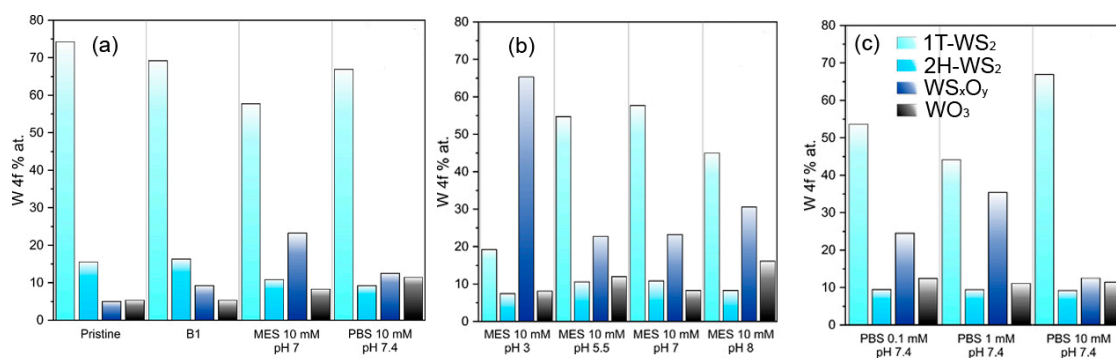 (a)
W 4f % at.
80
70
60
50
40
30
20
10
0
Pristine
B1
MES 10 mM
pH 7
PBS 10 mM
pH 7.4
(b)
W 4f % at.
80
70
60
50
40
30
20
10
0
MES 10 mM
pH 3
MES 10 mM
pH 5.5
MES 10 mM
pH 7
MES 10 mM
pH 8
(c)
W 4f % at.
80
70
60
50
40
30
20
10
0
1T-WS₂
2H-WS₂
WSₓOᵧ
WO₃
PBS 0.1 mM
pH 7.4
PBS 1 mM
pH 7.4
PBS 10 mM
pH 7.4